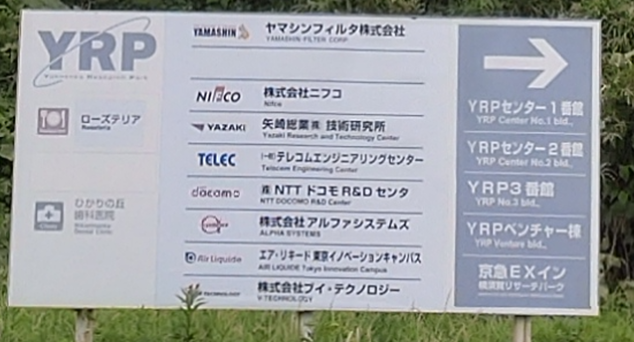 YRP
Yokosuka Research Park
ローズテリア
Roseteria
ひかりの丘
歯科医院
Hikarinooka
Dental Clinic
YAMASHIN
ヤマシンフィルタ株式会社
YAMASHIN-FILTER CORP.
NIFCO
株式会社ニフコ
Nifco
YAZAKI
矢崎総業㈱ 技術研究所
Yazaki Research and Technology Center
TELEC
(一財)テレコムエンジニアリングセンター
Telecom Engineering Center
docomo
㈱NTTドコモR&Dセンタ
NTT DOCOMO R&D Center
株式会社アルファシステムズ
ALPHA SYSTEMS
Air Liquide
エア・リキード東京イノベーションキャンパス
AIR LIQUIDE Tokyo Innovation Campus
株式会社ブイ・テクノロジー
V-TECHNOLOGY
YRPセンター1番館
YRP Center No.1 bld.,
YRPセンター2番館
YRP Center No.2 bld.,
YRP3番館
YRP No.3 bld.,
YRPベンチャー棟
YRP Venture bld.,
京急EXイン
横須賀リサーチパーク